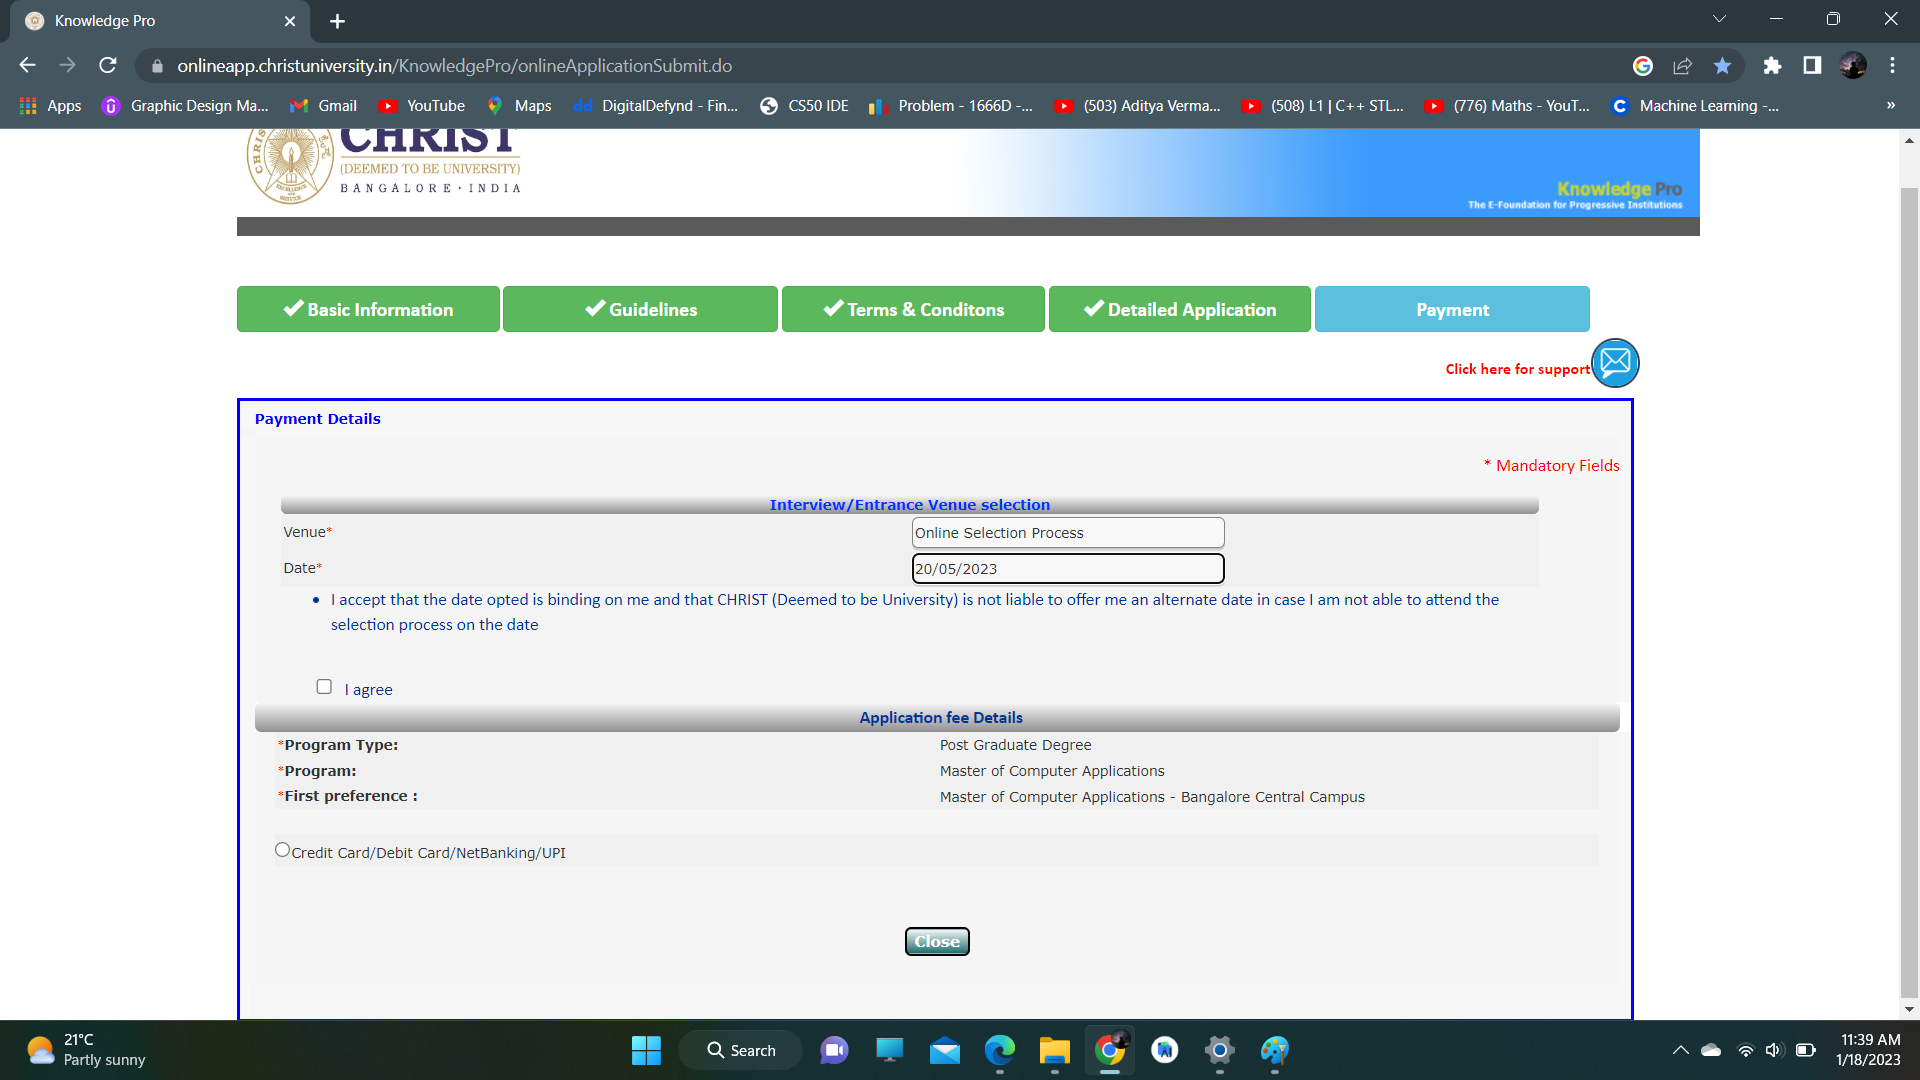 Knowledge Pro
onlineapp.christuniversity.in/KnowledgePro/onlineApplicationSubmit.do
Apps Graphic Design Ma... Gmail YouTube Maps dd DigitalDefynd - Fin... CS50 IDE Problem - 1666D -... (503) Aditya Verma... (508) L1 | C++ STL... (776) Maths - YouT... Machine Learning -... »
CHRIST
(DEEMED TO BE UNIVERSITY)
BANGALORE · INDIA
Knowledge Pro
The E-Foundation for Progressive Institutions
Basic Information Guidelines Terms & Conditons Detailed Application Payment
Click here for support
Payment Details
* Mandatory Fields
Interview/Entrance Venue selection
Venue* Online Selection Process
Date* 20/05/2023
• I accept that the date opted is binding on me and that CHRIST (Deemed to be University) is not liable to offer me an alternate date in case I am not able to attend the
selection process on the date
I agree
Application fee Details
*Program Type: Post Graduate Degree
*Program: Master of Computer Applications
*First preference : Master of Computer Applications - Bangalore Central Campus
Credit Card/Debit Card/NetBanking/UPI
Close
21°C
Partly sunny
Search
11:39 AM
1/18/2023